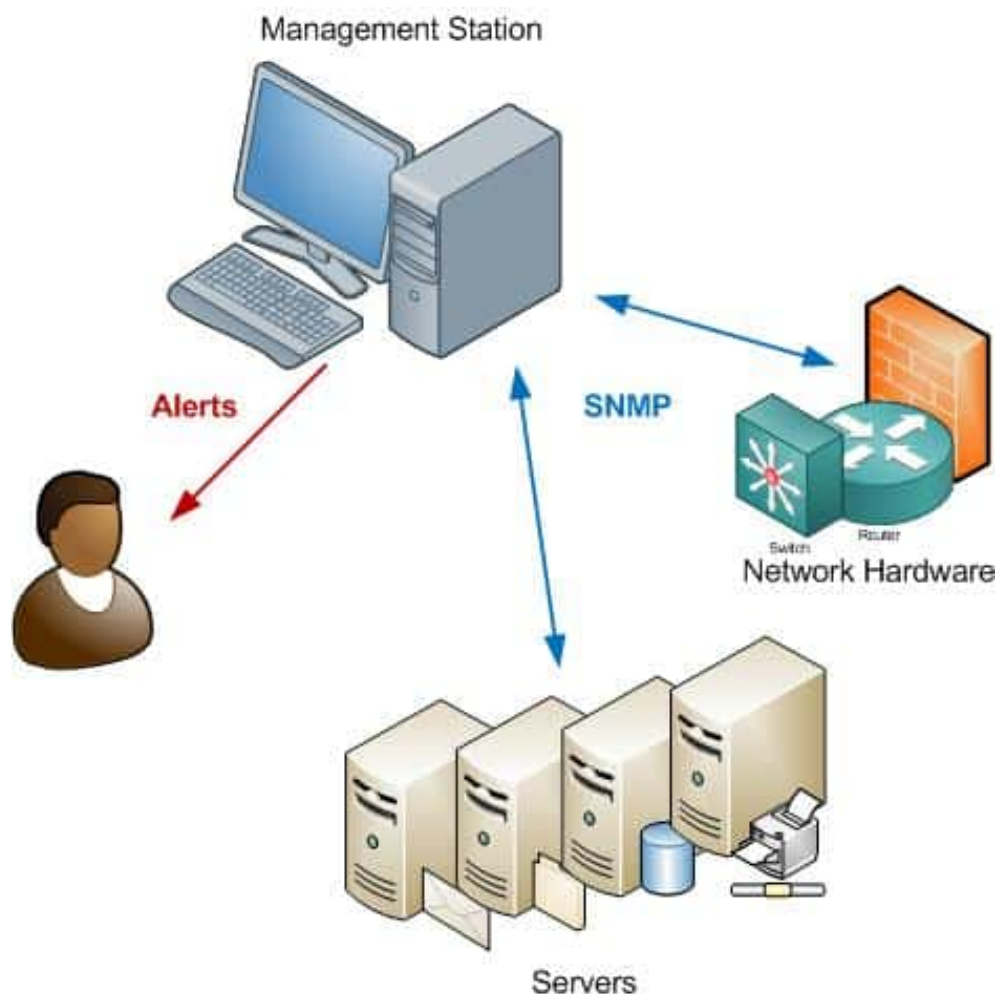 Management Station
Alerts
SNMP
Switch
Router
Network Hardware
Servers